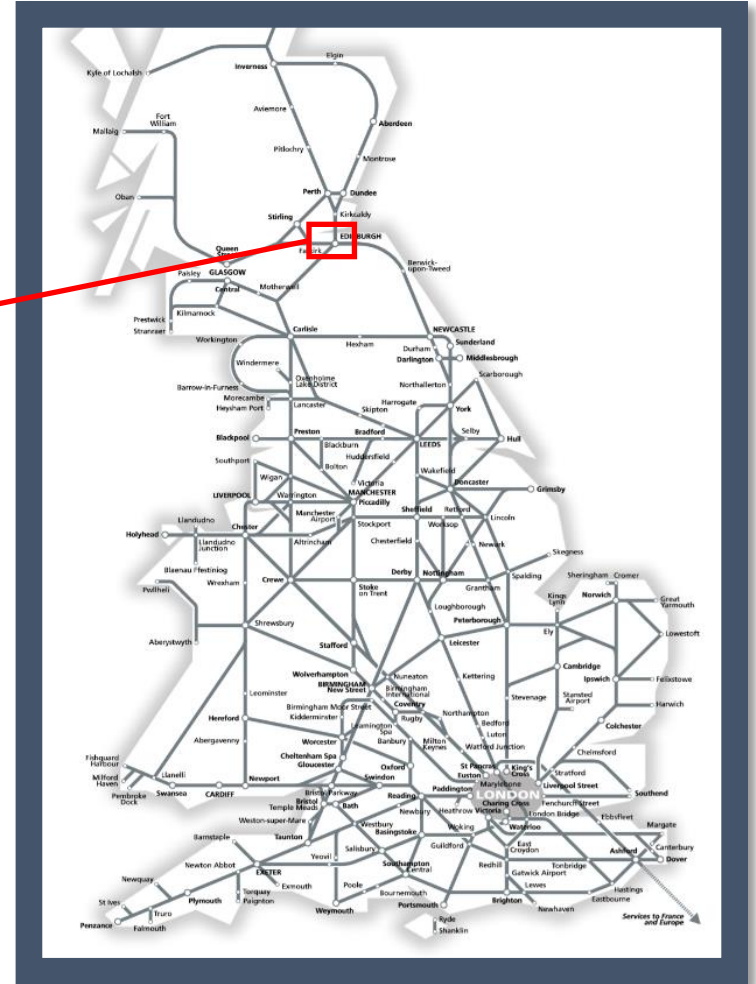 Elgin
Inverness
Kyle of Lochalsh
Aviemore
Fort
William
Aberdeen
Mallaig
Pitlochry
Montrose
Perth
Dundee
Oban
Stirling
Kirkcaldy
EDINBURGH
Queen
Falkirk
Berwick-
upon-Tweed
Paisley
GLASGOW
Central
Motherwell
Prestwick
Kilmarnock
Stranraer
Carlisle
NEWCASTLE
Workington
Hexham
Sunderland
Durham
Darlington
Middlesbrough
Windermere
Scarborough
Oxenholme
Lake District
Northallerton
Barrow-in-Furness
Morecambe
Heysham Port
Lancaster
Harrogate
York
Skipton
Blackpool
Preston
Bradford
Selby
Hull
Blackburn
LEEDS
Southport
Huddersfield
Bolton
Wakefield
Wigan
Victoria
Doncaster
LIVERPOOL
Warrington
MANCHESTER
Piccadilly
Grimsby
Sheffield
Retford
Llandudno
Manchester
Airport
Stockport
Worksop
Lincoln
Holyhead
Chester
Llandudno
Junction
Altrincham
Chesterfield
Newark
Skegness
Blaenau Ffestiniog
Derby
Nottingham
Spalding
Sheringham
Cromer
Pwllheli
Wrexham
Crewe
Stoke
on Trent
Grantham
Kings
Lynn
Norwich
Great
Yarmouth
Loughborough
Shrewsbury
Peterborough
Aberystwyth
Ely
Lowestoft
Stafford
Leicester
Cambridge
Wolverhampton
BIRMINGHAM
New Street
Nuneaton
Kettering
Ipswich
Felixstowe
Birmingham
International
Leominster
Stevenage
Stansted
Airport
Birmingham Moor Street
Coventry
Harwich
Kidderminster
Hereford
Rugby
Northampton
Leamington
Spa
Bedford
Colchester
Abergavenny
Worcester
Banbury
Milton
Keynes
Luton
Fishguard
Harbour
Cheltenham Spa
Watford Junction
Chelmsford
Gloucester
Oxford
St Pancras
King's
Cross
Llanelli
Euston
Stratford
Milford
Haven
Newport
Swindon
Marylebone
Liverpool Street
Pembroke
Dock
Swansea
CARDIFF
Bristol Parkway
Paddington
LONDON
Southend
Bristol
Temple Meads
Bath
Reading
Charing Cross
Fenchurch Street
Newbury
Heathrow
Victoria
London Bridge
Ebbsfleet
Weston-super-Mare
Westbury
Waterloo
Margate
Barnstaple
Taunton
Basingstoke
Woking
Salisbury
Guildford
East
Croydon
Canterbury
Ashford
Yeovil
Newton Abbot
Southampton
Central
Redhill
Tonbridge
Dover
EXETER
Gatwick Airport
Newquay
Exmouth
Poole
Lewes
Torquay
Paignton
Bournemouth
Hastings
St Ives
Plymouth
Eastbourne
Truro
Weymouth
Portsmouth
Brighton
Newhaven
Penzance
Falmouth
Ryde
Shanklin
Services to France
and Europe